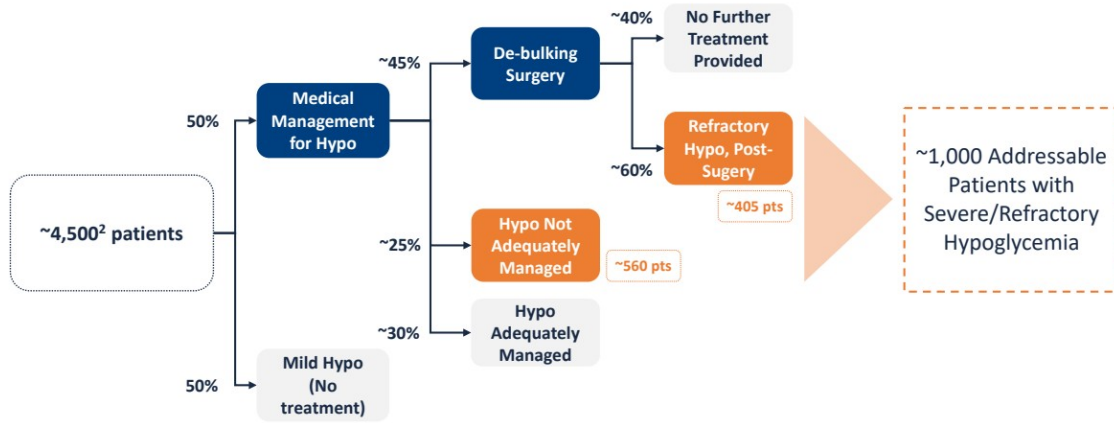 ~4,500² patients
50%
Medical
Management
for Hypo
50%
Mild Hypo
(No
treatment)
~45%
De-bulking
Surgery
~25%
Hypo Not
Adequately
Managed
~560 pts
~30%
Hypo
Adequately
Managed
~40%
No Further
Treatment
Provided
~60%
Refractory
Hypo, Post-
Sugery
~405 pts
~1,000 Addressable
Patients with
Severe/Refractory
Hypoglycemia